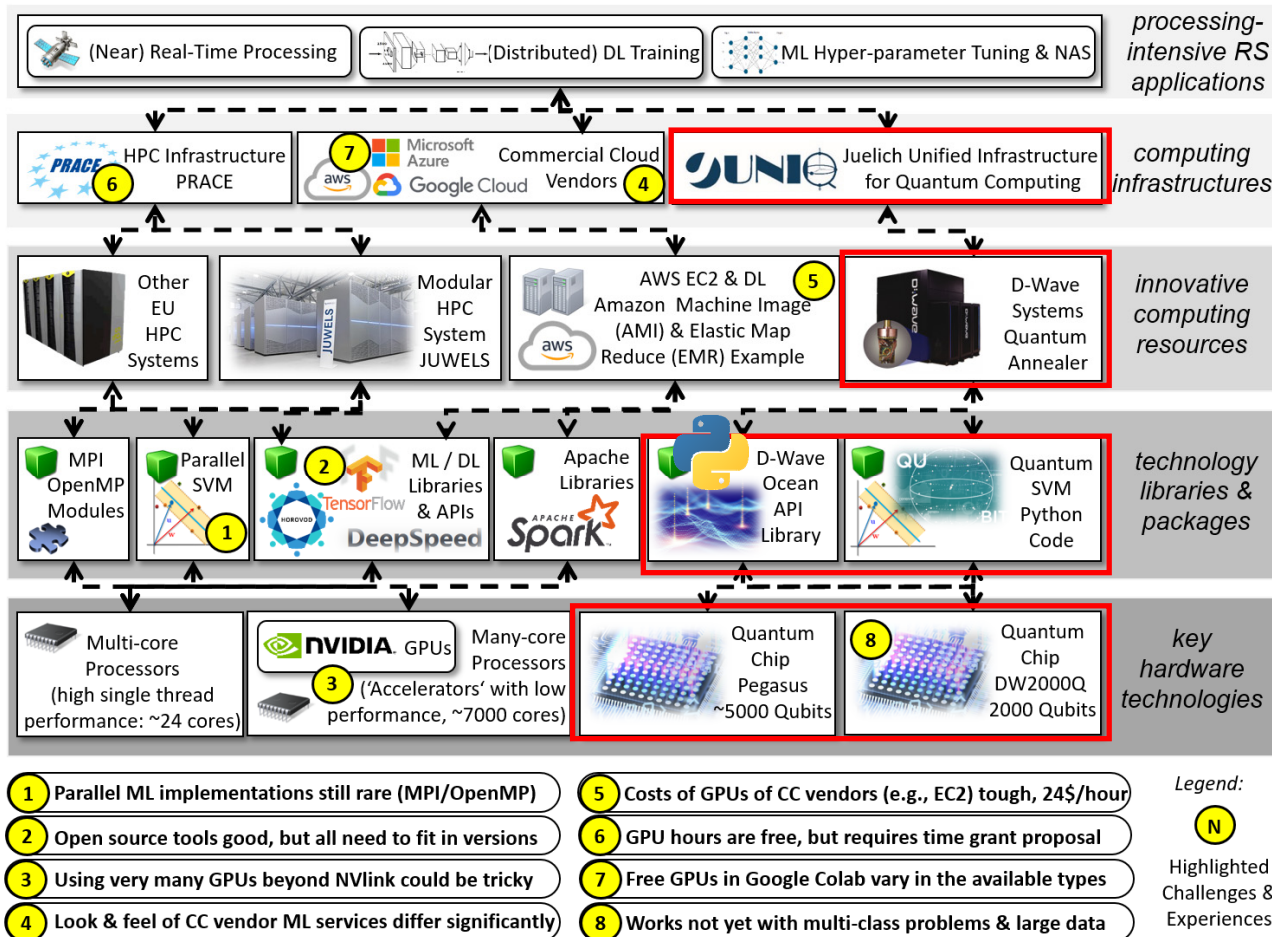 (Near) Real-Time Processing
(Distributed) DL Training
ML Hyper-parameter Tuning & NAS
processing-
intensive RS
applications
PRACE
6
HPC Infrastructure
PRACE
7
aws
Microsoft
Azure
Google Cloud
Commercial Cloud
Vendors
4
JUNIQ
Juelich Unified Infrastructure
for Quantum Computing
computing
infrastructures
Other
EU
HPC
Systems
JUWELS
Modular
HPC
System
JUWELS
aws
AWS EC2 & DL
Amazon Machine Image
(AMI) & Elastic Map
Reduce (EMR) Example
5
D-Wave
D-Wave
Systems
Quantum
Annealer
innovative
computing
resources
MPI
OpenMP
Modules
Parallel
SVM
u
w
1
2
HOROVOD
TensorFlow
DeepSpeed
ML / DL
Libraries
& APIs
Apache
Libraries
APACHE
Spark
D-Wave
Ocean
API
Library
QU
BIT
u
w
Quantum
SVM
Python
Code
technology
libraries &
packages
Multi-core
Processors
(high single thread
performance: ~24 cores)
NVIDIA. GPUs
3
Many-core
Processors
(‘Accelerators‘ with low
performance, ~7000 cores)
Quantum
Chip
Pegasus
~5000 Qubits
8
Quantum
Chip
DW2000Q
2000 Qubits
key
hardware
technologies
1 Parallel ML implementations still rare (MPI/OpenMP)
2 Open source tools good, but all need to fit in versions
3 Using very many GPUs beyond NVlink could be tricky
4 Look & feel of CC vendor ML services differ significantly
5 Costs of GPUs of CC vendors (e.g., EC2) tough, 24$/hour
6 GPU hours are free, but requires time grant proposal
7 Free GPUs in Google Colab vary in the available types
8 Works not yet with multi-class problems & large data
Legend:
N
Highlighted
Challenges &
Experiences